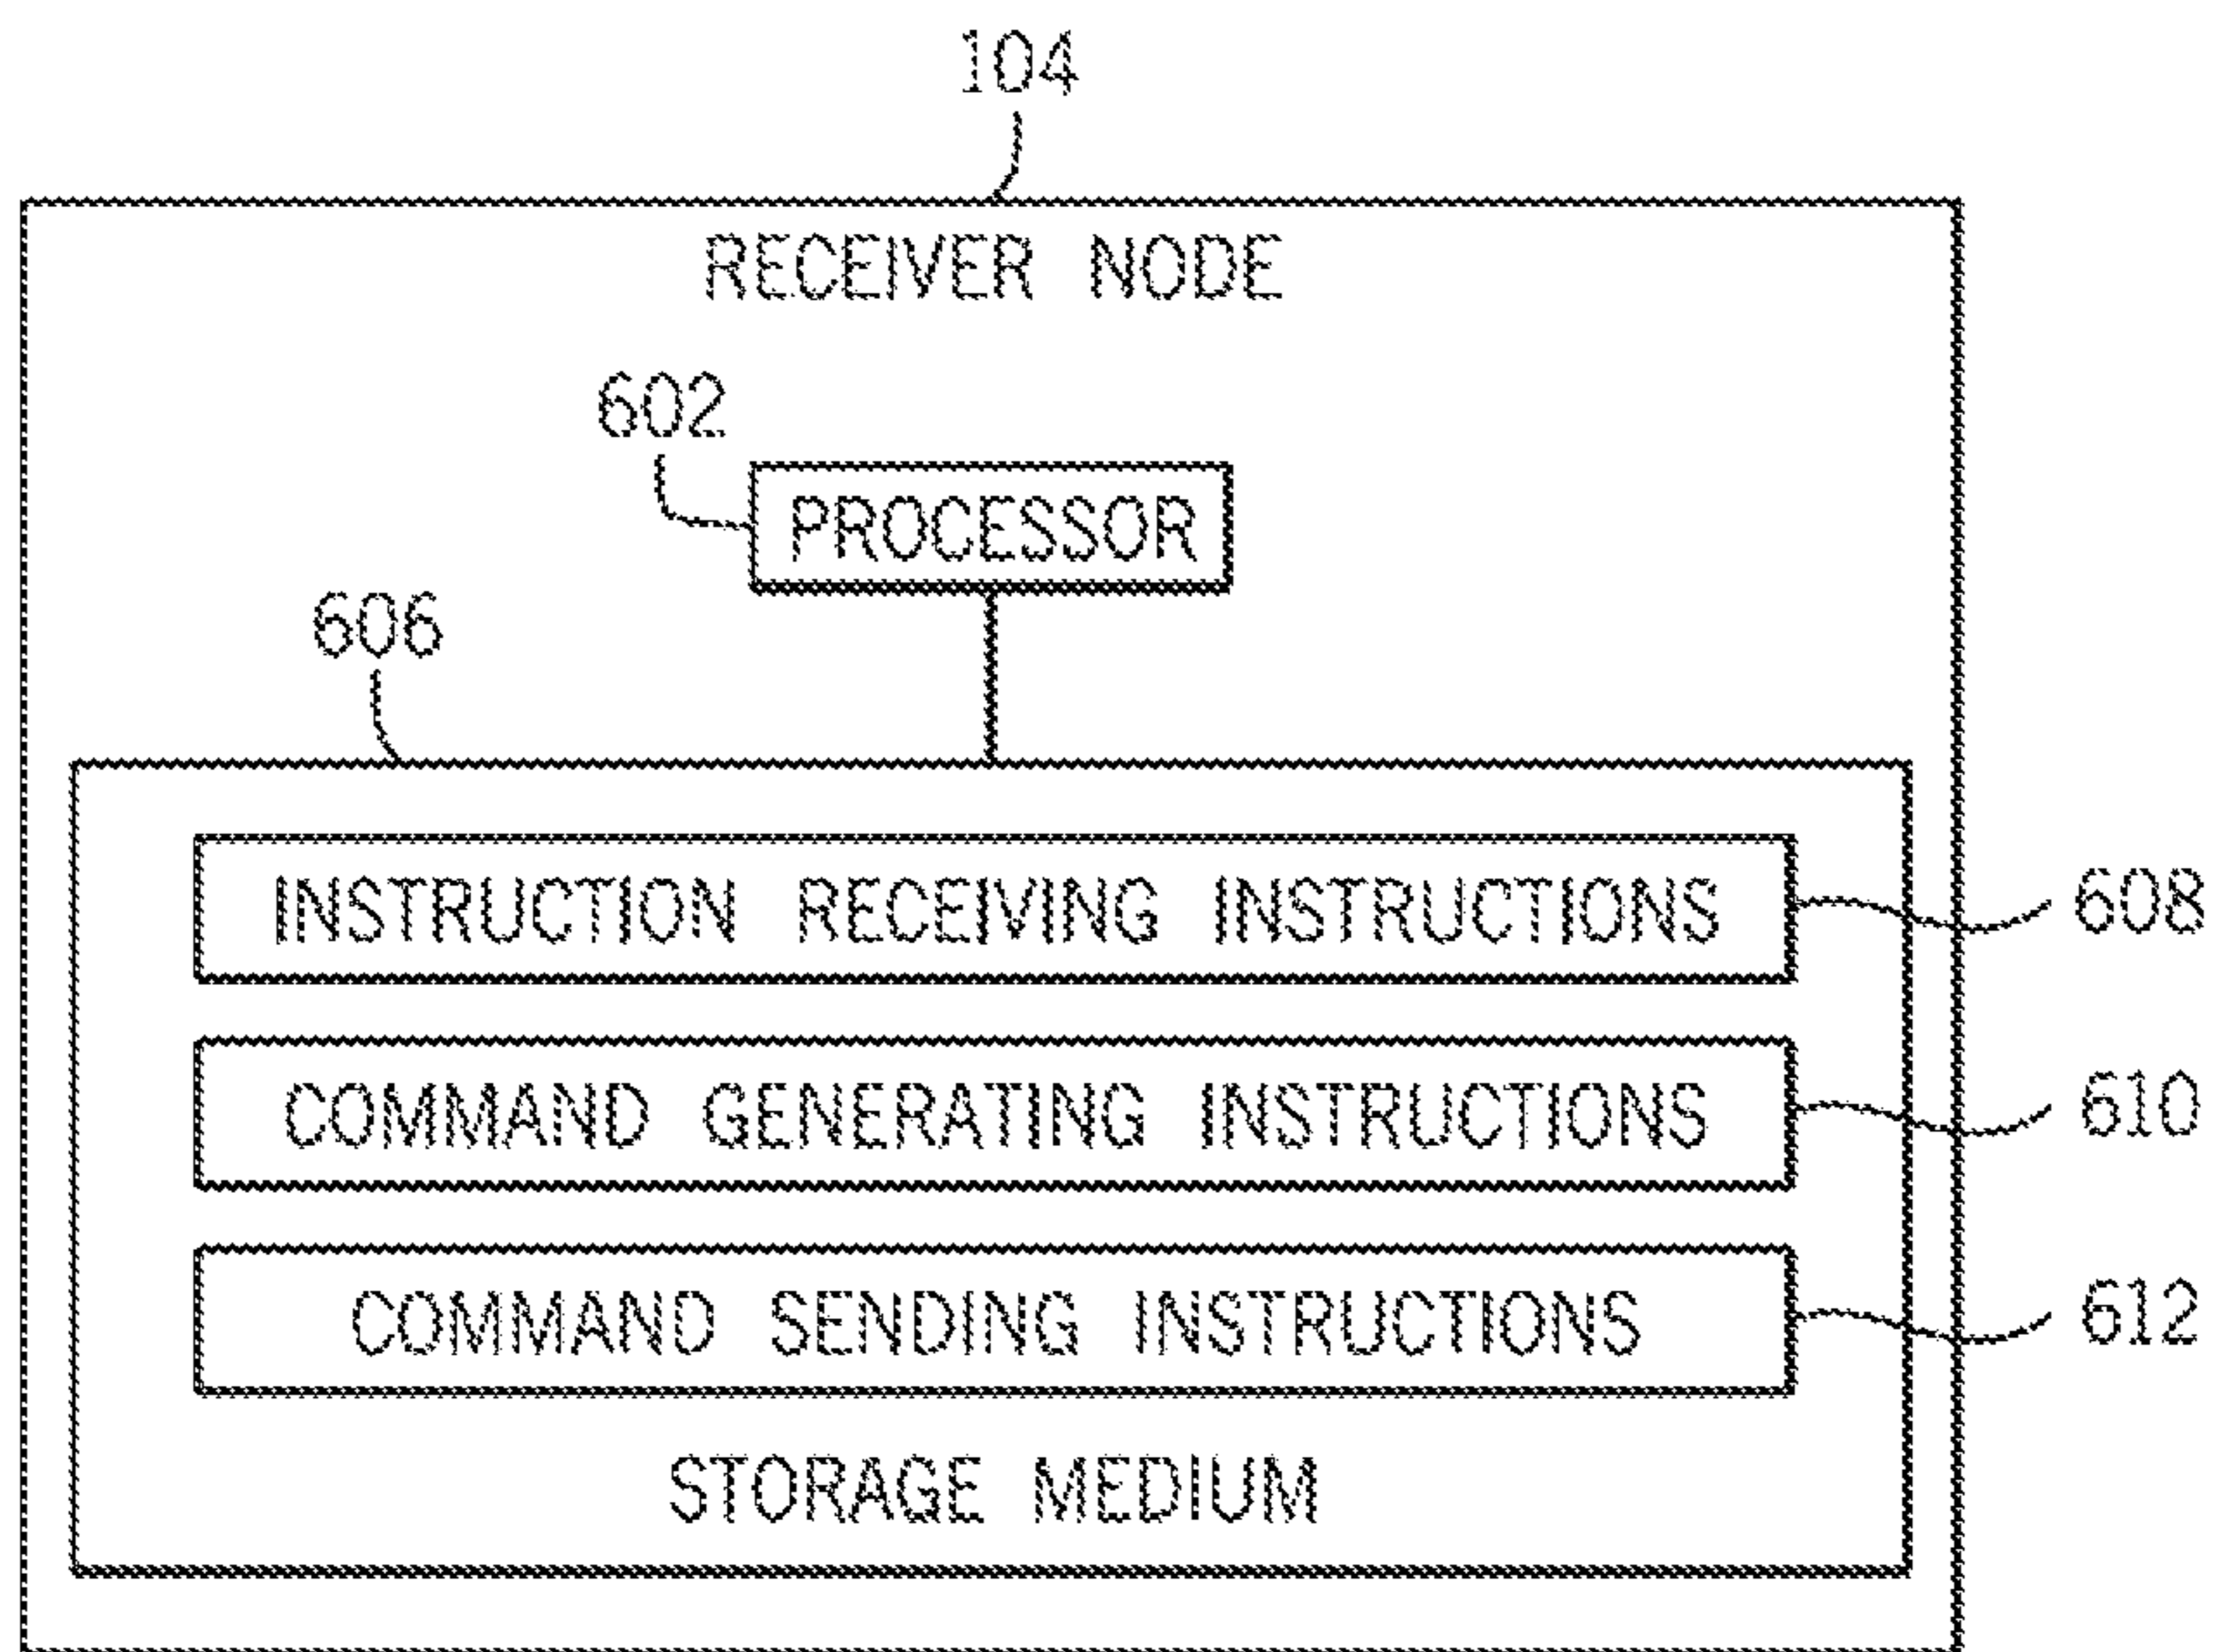 104
RECEIVER NODE
602
PROCESSOR
606
INSTRUCTION RECEIVING INSTRUCTIONS
608
COMMAND GENERATING INSTRUCTIONS
610
COMMAND SENDING INSTRUCTIONS
612
STORAGE MEDIUM